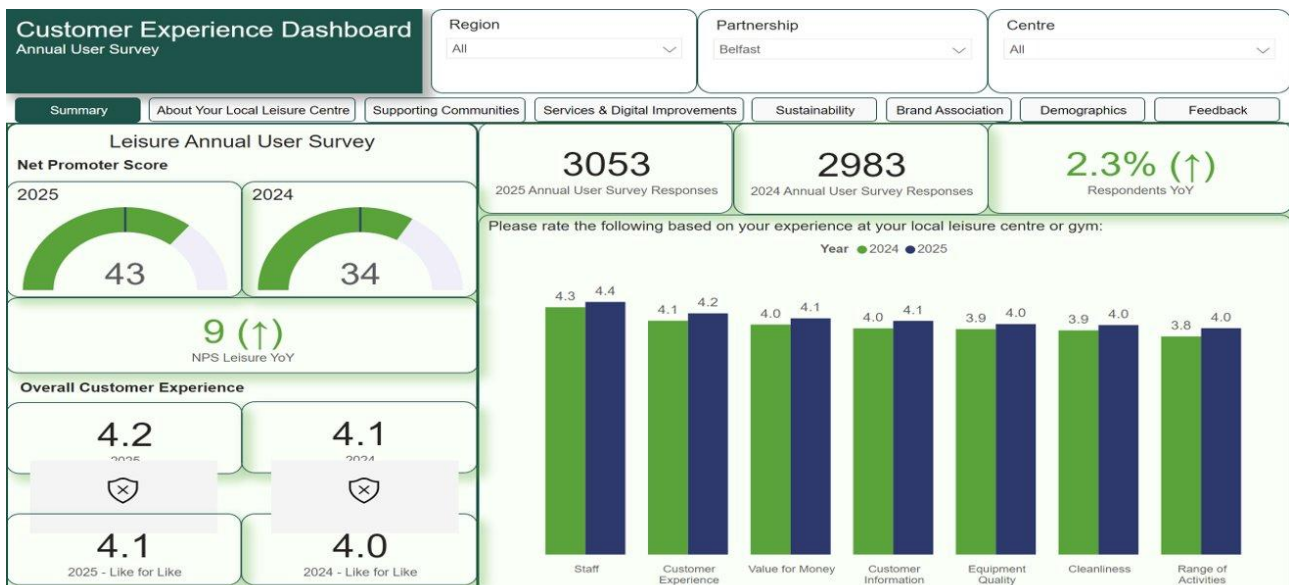 Customer Experience Dashboard
Annual User Survey
Region
All
Partnership
Belfast
Centre
All
Summary
About Your Local Leisure Centre
Supporting Communities
Services & Digital Improvements
Sustainability
Brand Association
Demographics
Feedback
Leisure Annual User Survey
Net Promoter Score
2025
43
2024
34
9 (↑)
NPS Leisure YoY
Overall Customer Experience
4.2
2025
4.1
2024
4.1
2025 - Like for Like
4.0
2024 - Like for Like
3053
2025 Annual User Survey Responses
2983
2024 Annual User Survey Responses
2.3% (↑)
Respondents YoY
Please rate the following based on your experience at your local leisure centre or gym:
Year 2024 2025
4.3 4.4
4.1 4.2
4.0 4.1
4.0 4.1
3.9 4.0
3.9 4.0
3.8 4.0
Staff
Customer
Experience
Value for Money
Customer
Information
Equipment
Quality
Cleanliness
Range of
Activities